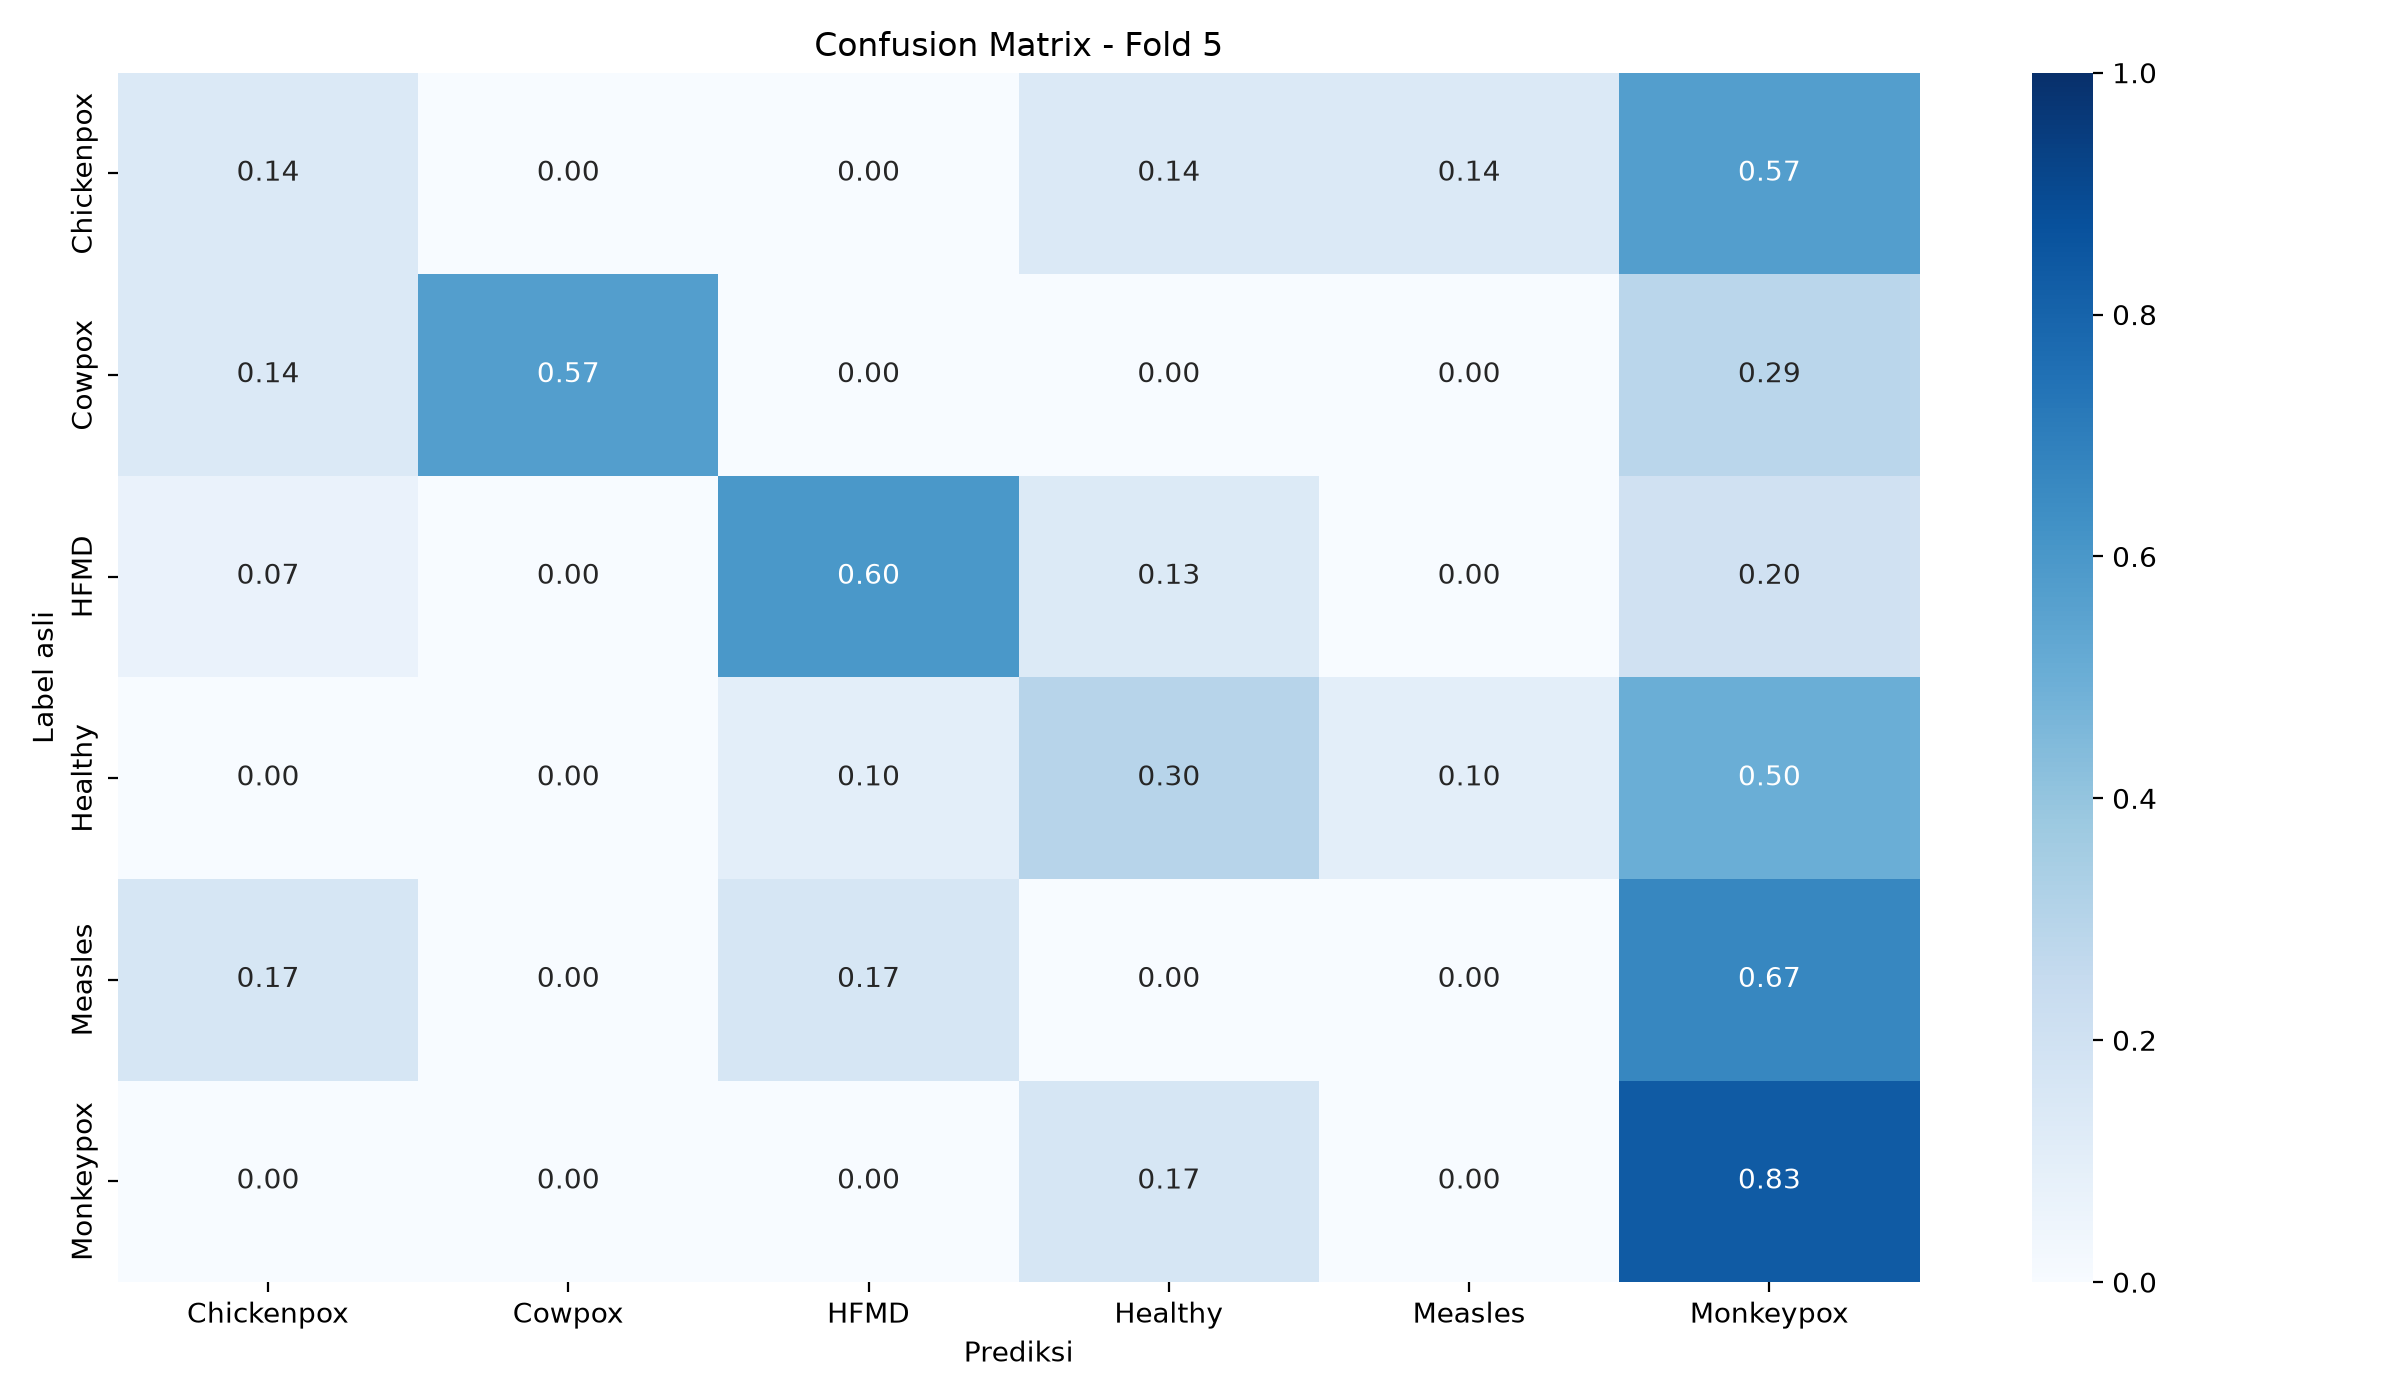 Confusion Matrix - Fold 5
Label asli
Chickenpox 0.14 0.00 0.00 0.14 0.14 0.57
Cowpox 0.14 0.57 0.00 0.00 0.00 0.29
HFMD 0.07 0.00 0.60 0.13 0.00 0.20
Healthy 0.00 0.00 0.10 0.30 0.10 0.50
Measles 0.17 0.00 0.17 0.00 0.00 0.67
Monkeypox 0.00 0.00 0.00 0.17 0.00 0.83
Chickenpox Cowpox HFMD Healthy Measles Monkeypox
Prediksi
1.0
0.8
0.6
0.4
0.2
0.0